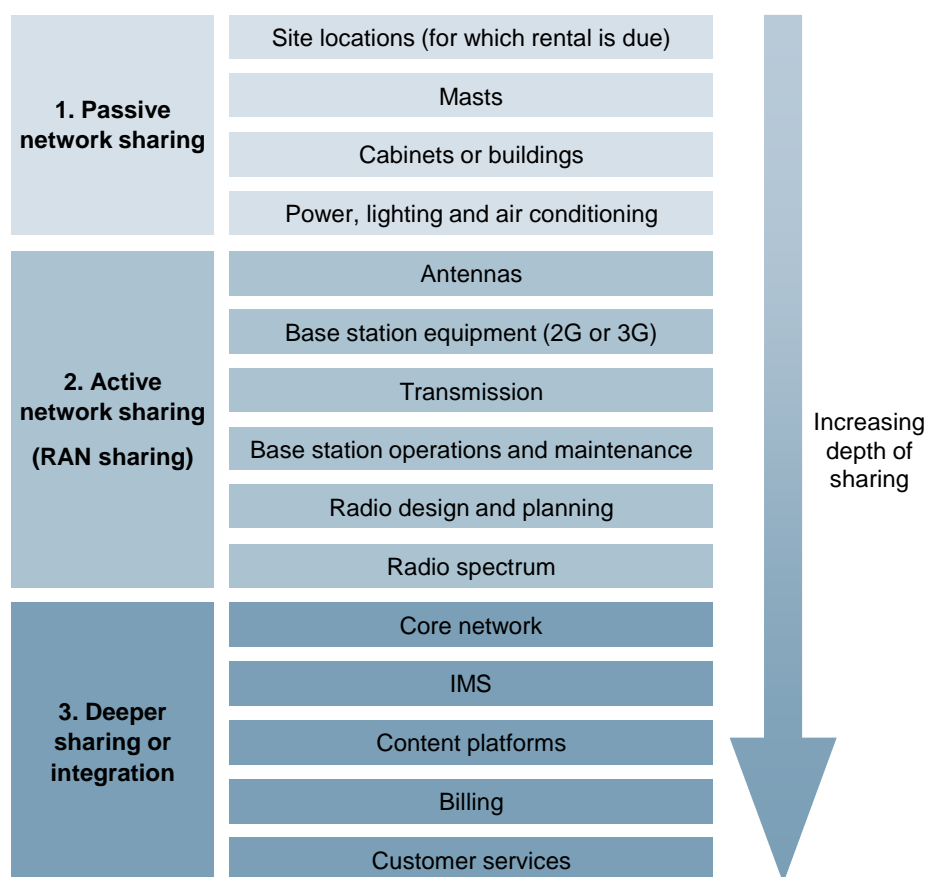 1. Passive
network sharing
Site locations (for which rental is due)
Masts
Cabinets or buildings
Power, lighting and air conditioning
2. Active
network sharing
(RAN sharing)
Antennas
Base station equipment (2G or 3G)
Transmission
Base station operations and maintenance
Radio design and planning
Radio spectrum
3. Deeper
sharing or
integration
Core network
IMS
Content platforms
Billing
Customer services
Increasing
depth of
sharing